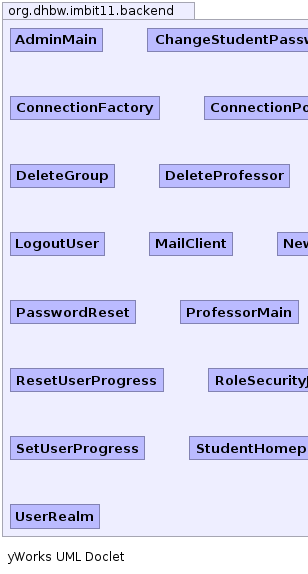 org.dhbw.imbit11.backend
AdminMain ChangeStudentPassw
ConnectionFactory ConnectionPo
DeleteGroup DeleteProfessor
LogoutUser MailClient New
PasswordReset ProfessorMain
ResetUserProgress RoleSecurityJ
SetUserProgress StudentHomep
UserRealm
yWorks UML Doclet